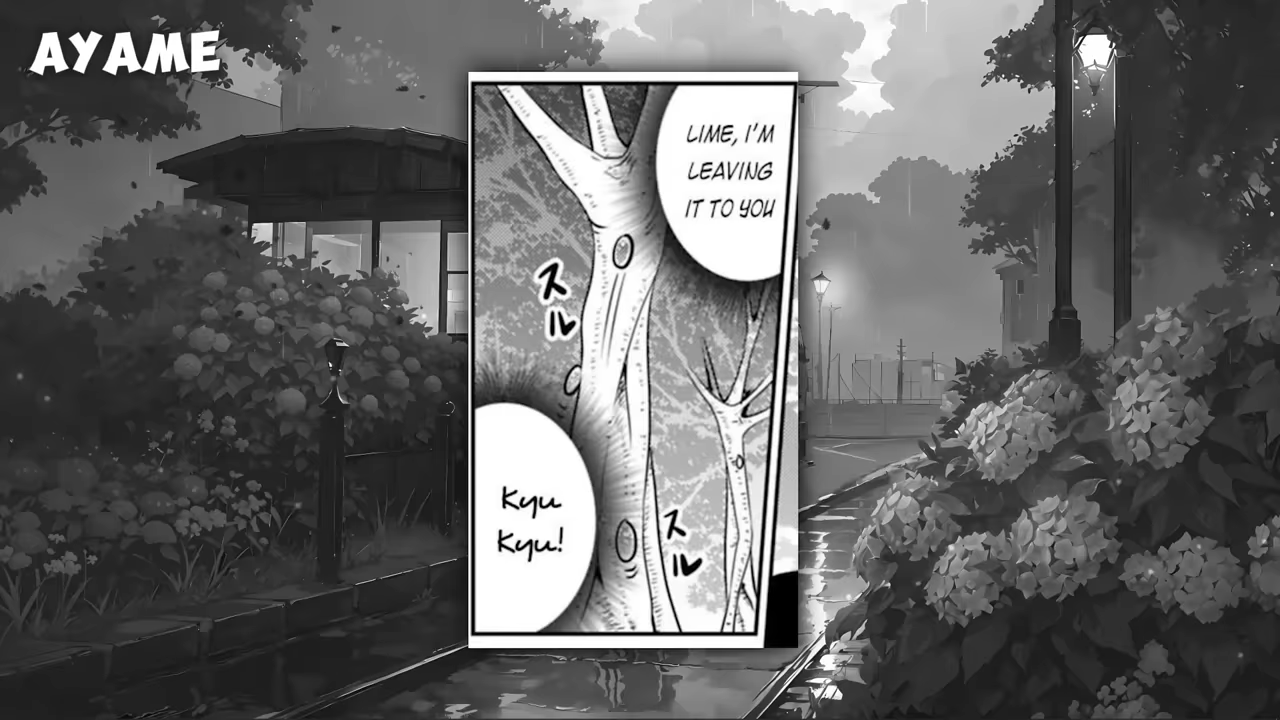 AYAME
LIME, I'M
LEAVING
IT TO YOU
スル
Kyu
Kyu!
スル